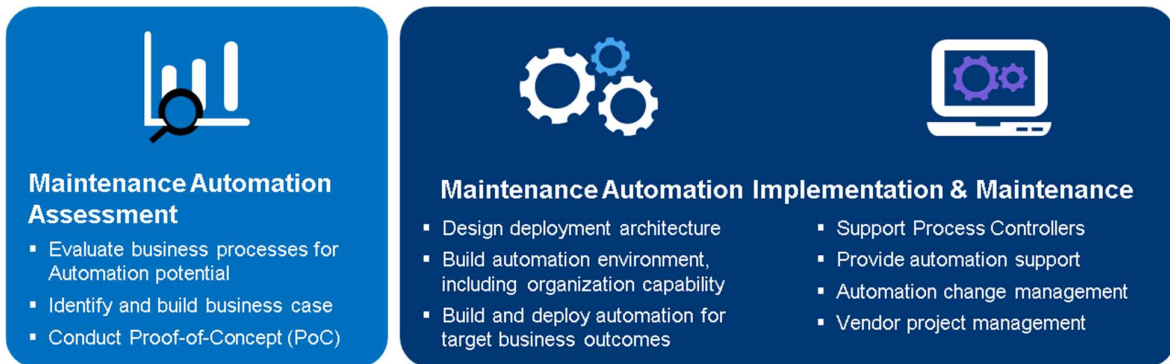 Maintenance Automation
Assessment
▪ Evaluate business processes for
Automation potential
▪ Identify and build business case
▪ Conduct Proof-of-Concept (PoC)
Maintenance Automation Implementation & Maintenance
▪ Design deployment architecture
▪ Build automation environment,
including organization capability
▪ Build and deploy automation for
target business outcomes
▪ Support Process Controllers
▪ Provide automation support
▪ Automation change management
▪ Vendor project management